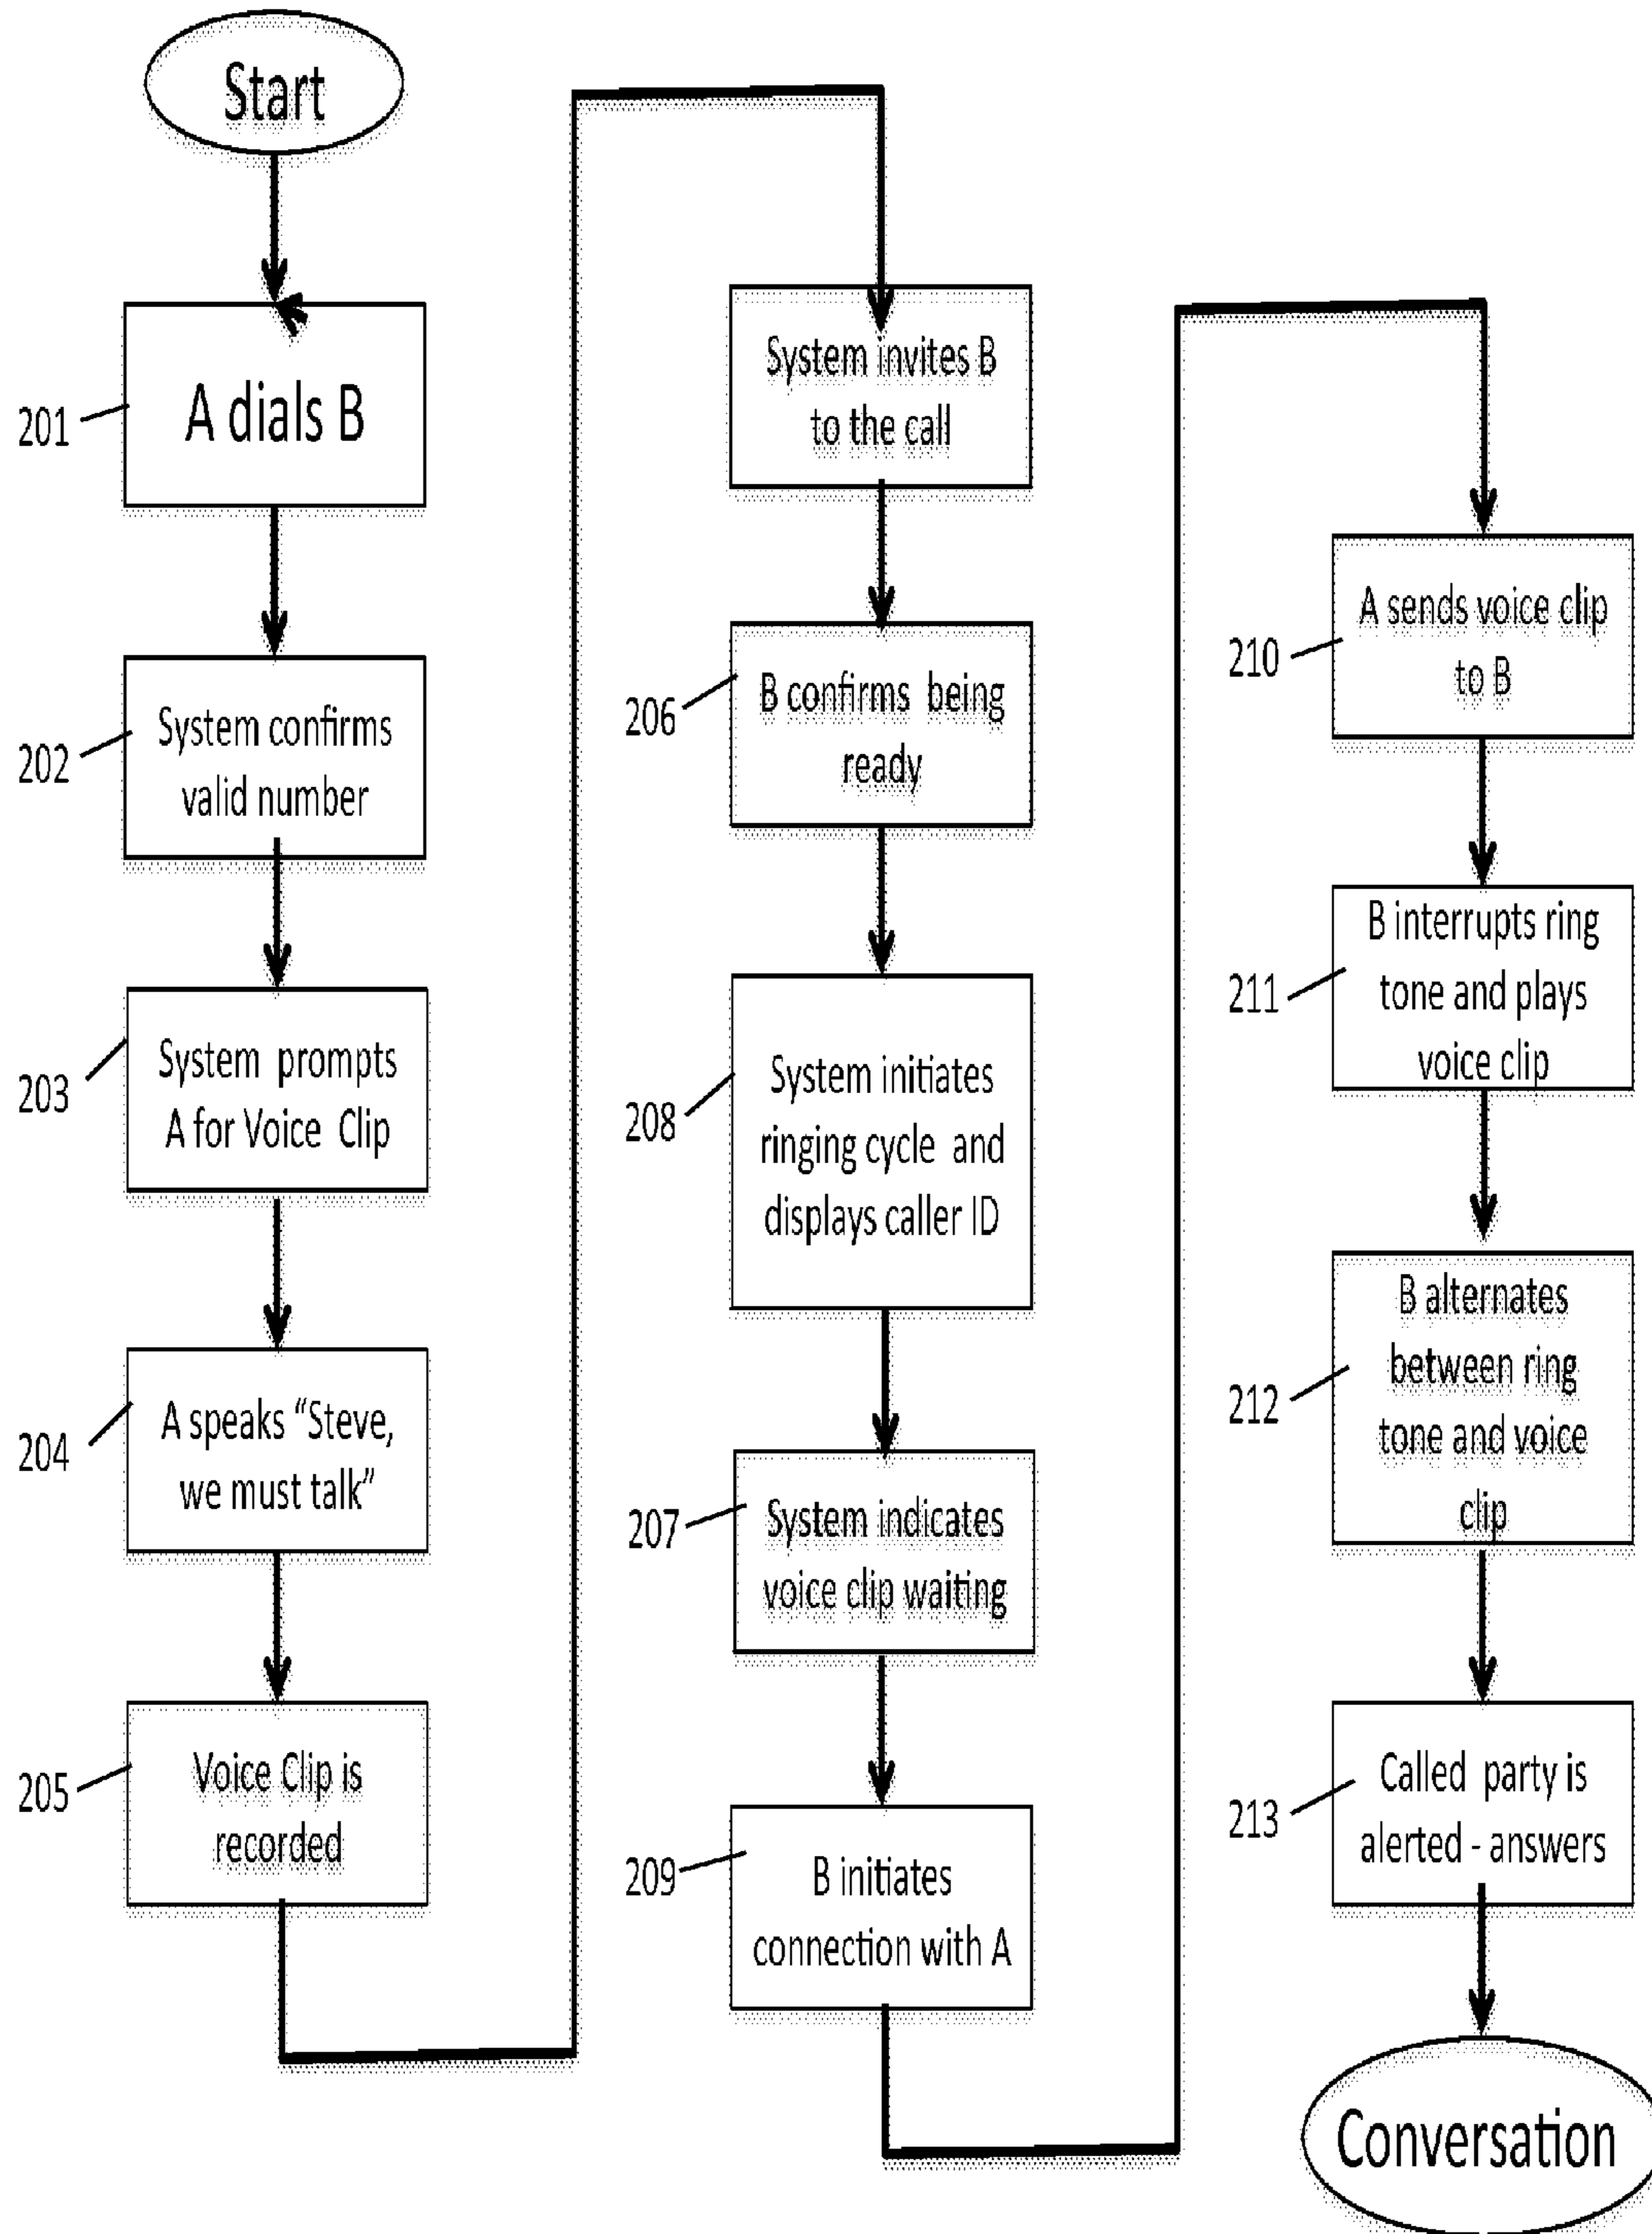 Start
201
A dials B
202
System confirms
valid number
203
System prompts
A for Voice Clip
204
A speaks “Steve,
we must talk”
205
Voice Clip is
recorded
System invites B
to the call
206
B confirms being
ready
208
System initiates
ringing cycle and
displays caller ID
207
System indicates
voice clip waiting
209
B initiates
connection with A
210
A sends voice clip
to B
211
B interrupts ring
tone and plays
voice clip
212
B alternates
between ring
tone and voice
clip
213
Called party is
alerted - answers
Conversation